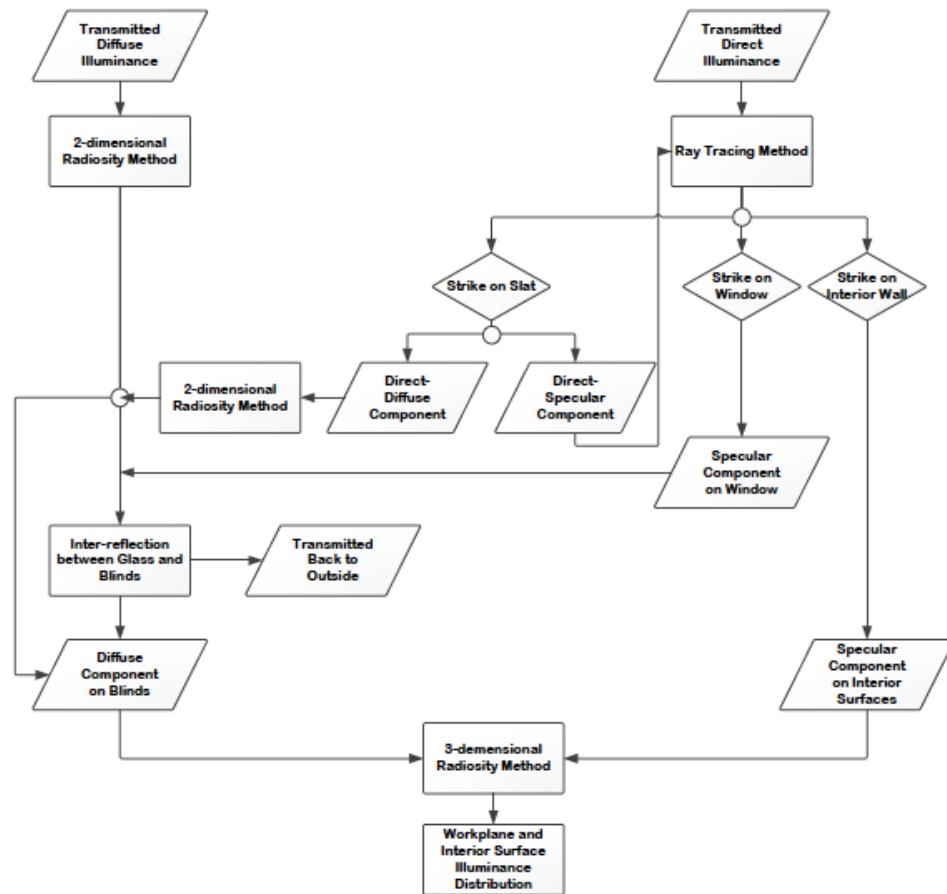 Transmitted
Diffuse
Illuminance
Transmitted
Direct
Illuminance
2-dimensional
Radiosity Method
Ray Tracing Method
Strike on Slat
Strike on
Window
Strike on
Interior Wall
2-dimensional
Radiosity Method
Direct-
Diffuse
Component
Direct-
Specular
Component
Specular
Component
on Window
Inter-reflection
between Glass and
Blinds
Transmitted
Back to
Outside
Diffuse
Component
on Blinds
Specular
Component
on Interior
Surfaces
3-demensional
Radiosity Method
Workplane and
Interior Surface
Illuminance
Distribution